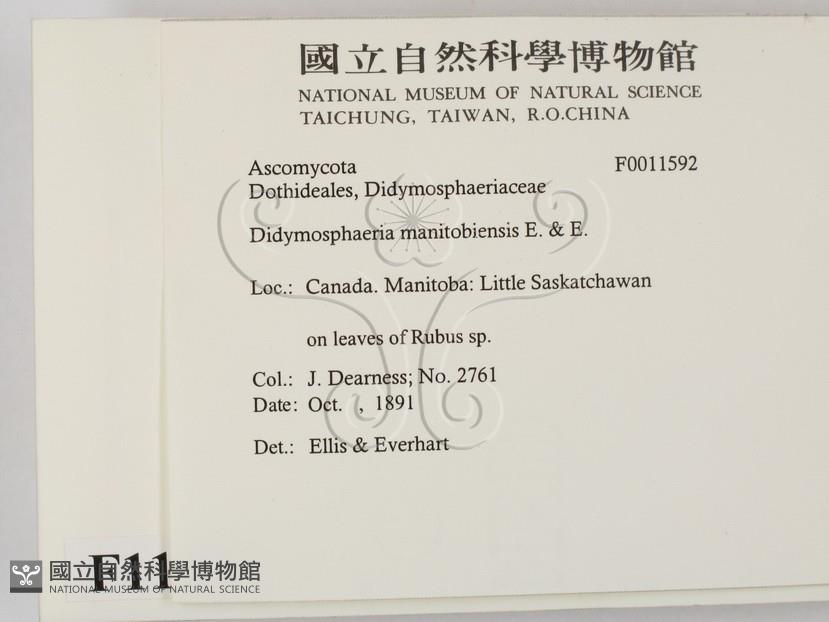 國立自然科學博物館
NATIONAL MUSEUM OF NATURAL SCIENCE
TAICHUNG, TAIWAN, R.O.CHINA
Ascomycota F0011592
Dothideales, Didymosphaeriaceae
Didymosphaeria manitobiensis E. & E.
Loc.: Canada. Manitoba: Little Saskatchawan
on leaves of Rubus sp.
Col.: J. Dearness; No. 2761
Date: Oct. , 1891
Det.: Ellis & Everhart
F11
國立自然科學博物館
NATIONAL MUSEUM OF NATURAL SCIENCE